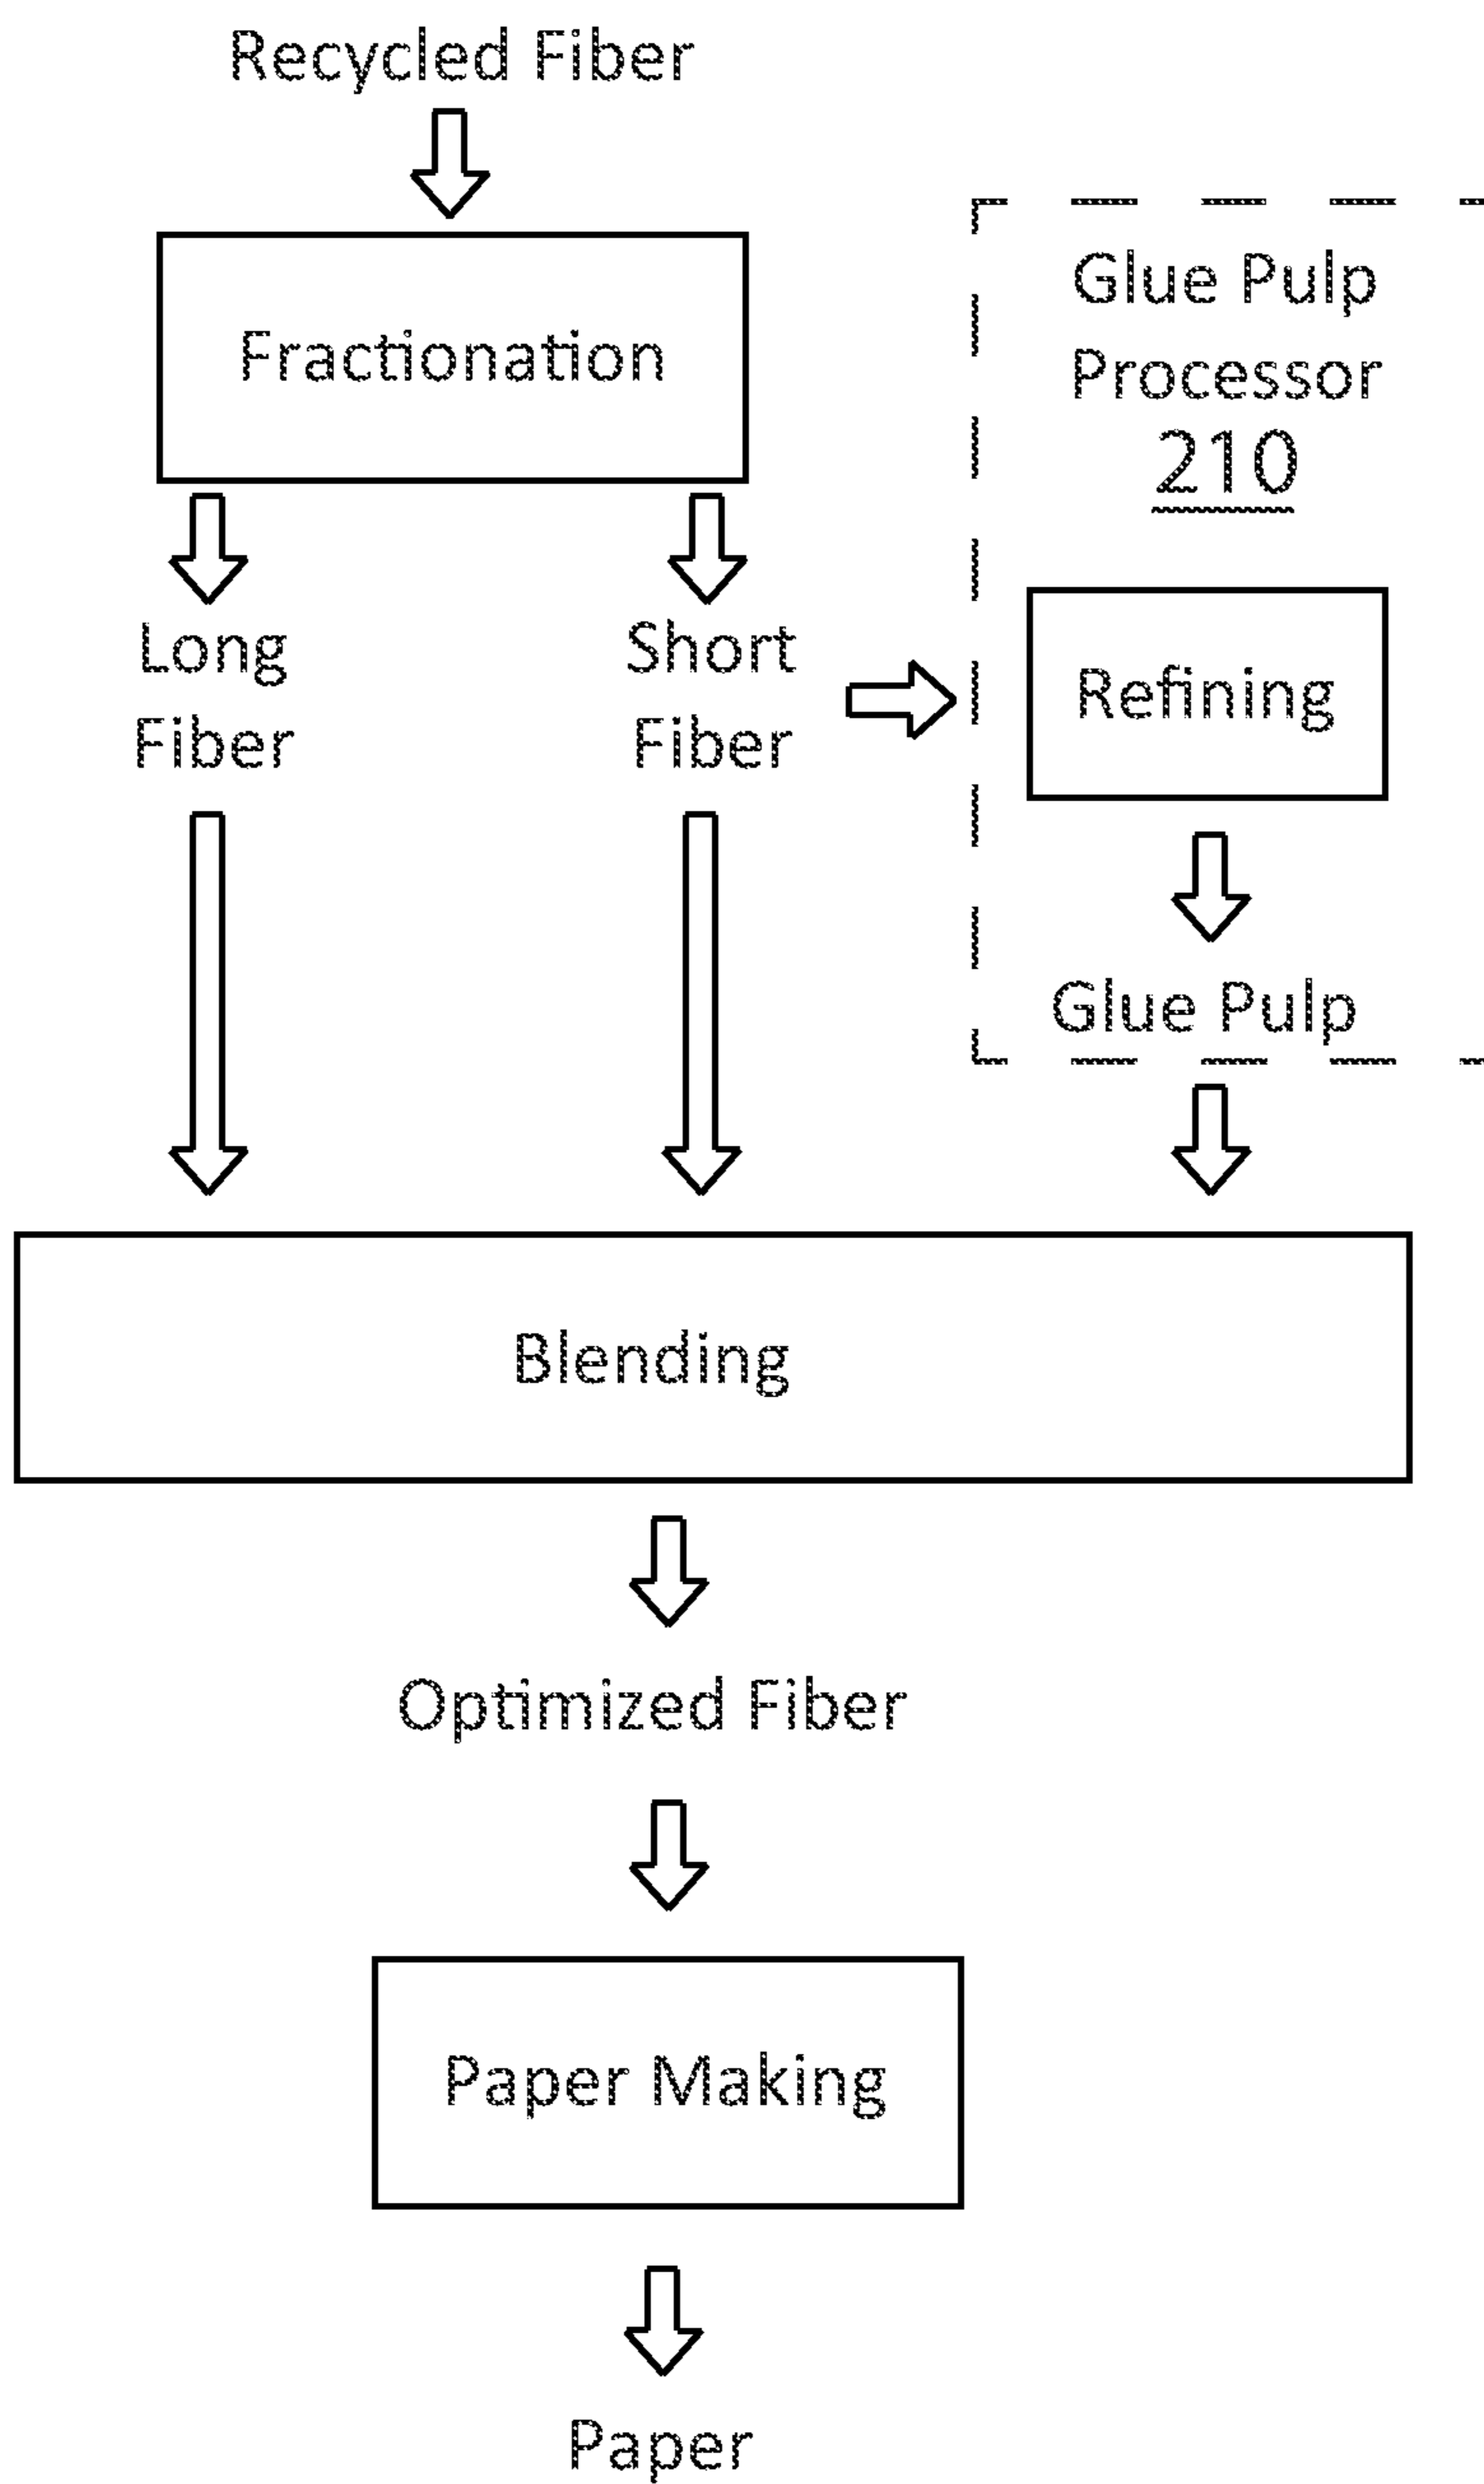 Recycled Fiber
Fractionation
Glue Pulp
Processor
210
Long
Fiber
Short
Fiber
Refining
Glue Pulp
Blending
Optimized Fiber
Paper Making
Paper